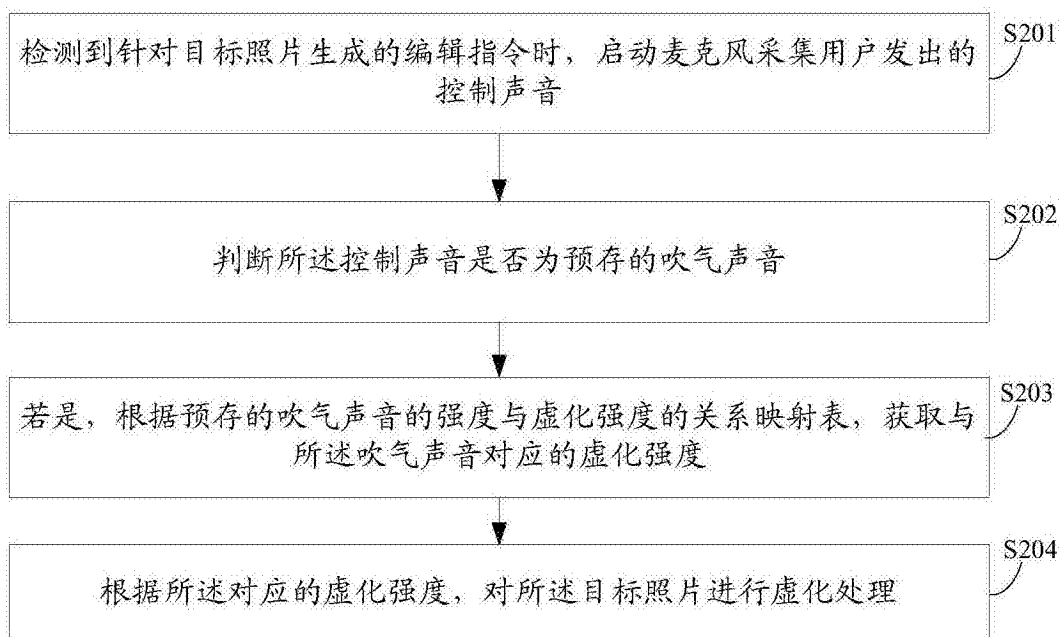 S201
检测到针对目标照片生成的编辑指令时，启动麦克风采集用户发出的
控制声音
S202
判断所述控制声音是否为预存的吹气声音
S203
若是，根据预存的吹气声音的强度与虚化强度的关系映射表，获取与
所述吹气声音对应的虚化强度
S204
根据所述对应的虚化强度，对所述目标照片进行虚化处理